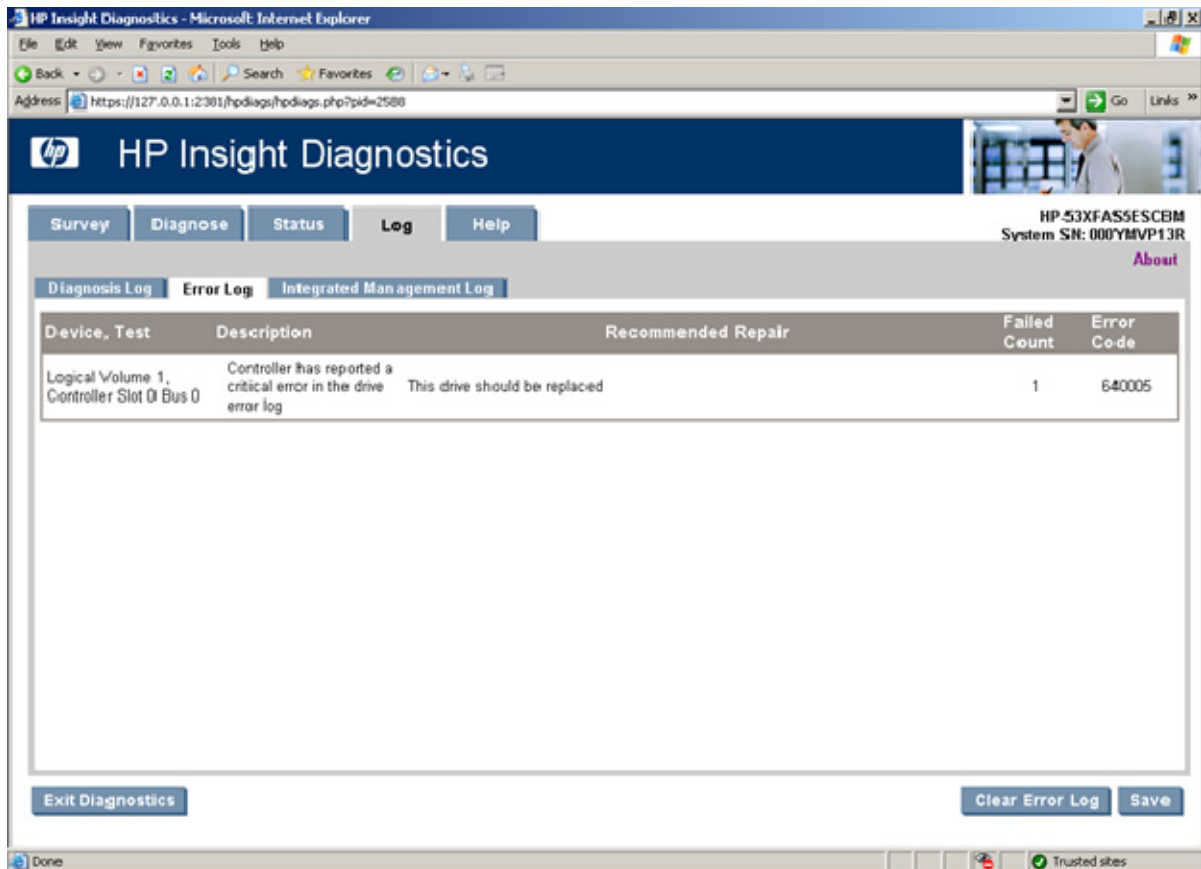 HP Insight Diagnostics - Microsoft Internet Explorer
File Edit View Favorites Tools Help
Back Search Favorites
Address https://127.0.0.1:2381/hpdiags/hpdiags.php?pid=2588 Go Links »
hp HP Insight Diagnostics
Survey Diagnose Status Log Help
HP-53XFAS5ESCBM
System SN: 000YMVP13R
About
Diagnosis Log Error Log Integrated Management Log
Device, Test Description Recommended Repair Failed Count Error Code
Logical Volume 1, Controller Slot 0 Bus 0
Controller has reported a critical error in the drive error log
This drive should be replaced
1 640005
Exit Diagnostics Clear Error Log Save
Done Trusted sites